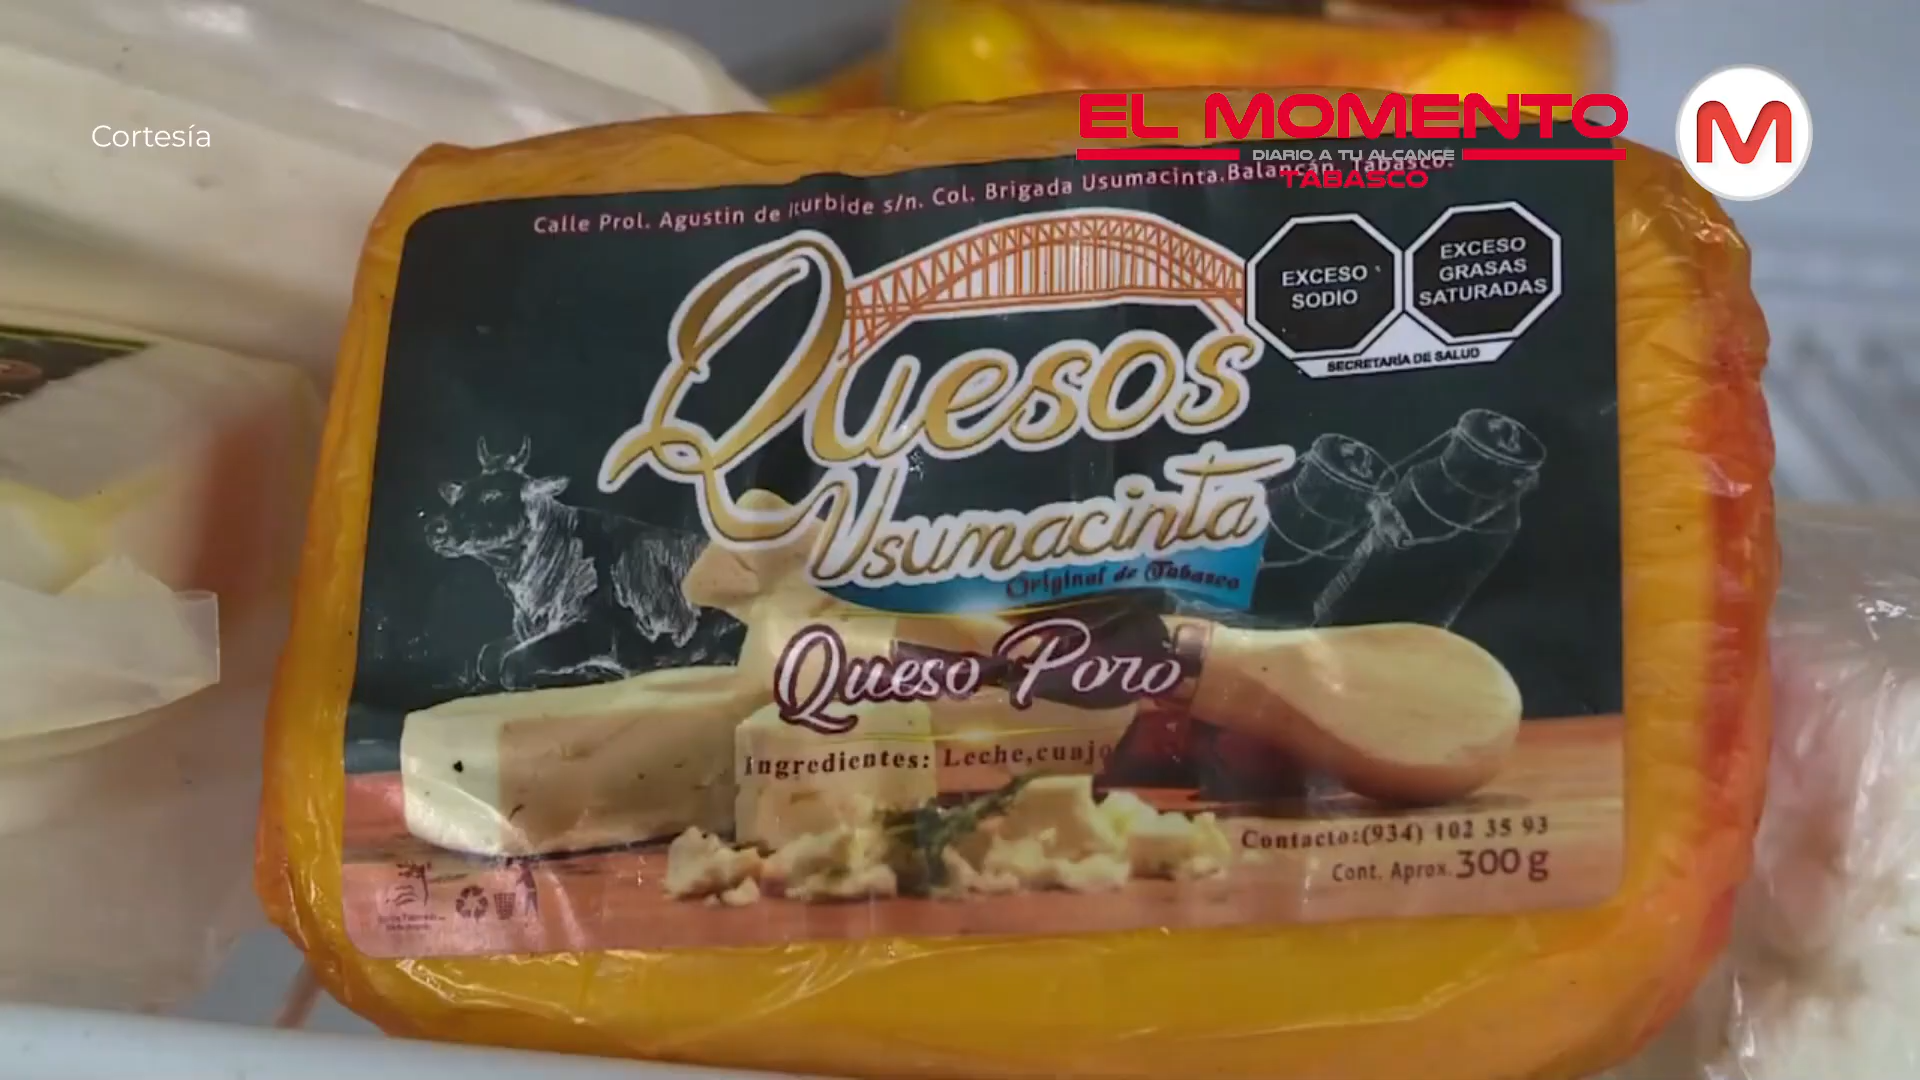 Cortesía
EL MOMENTO
DIARIO A TU ALCANCE
TABASCO
M
Calle Prol. Agustin de Iturbide s/n. Col. Brigada Usumacinta.Balancán, Tabasco.
EXCESO
SODIO
EXCESO
GRASAS
SATURADAS
SECRETARÍA DE SALUD
Quesos
Usumacinta
Original de Tabasco
Queso Poro
Ingredientes: Leche,cuajo
Contacto:(934) 102 35 93
Cont. Aprox. 300 g